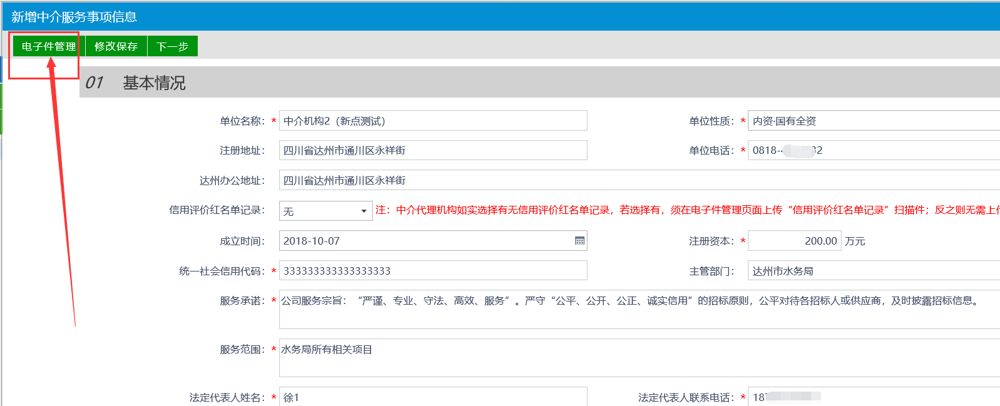 新增中介服务事项信息
电子件管理 修改保存 下一步
01 基本情况
单位名称：* 中介机构2（新点测试） 单位性质：* 内资·国有全资
注册地址： 四川省达州市通川区永祥街 单位电话：* 0818- 32
达州办公地址： 四川省达州市通川区永祥街
信用评价红名单记录： 无 注：中介代理机构如实选择有无信用评价红名单记录，若选择有，须在电子件管理页面上传“信用评价红名单记录”扫描件；反之则无需上
成立时间： 2018-10-07 注册资本：* 200.00 万元
统一社会信用代码：* 333333333333333333 主管部门： 达州市水务局
服务承诺：* 公司服务宗旨：“严谨、专业、守法、高效、服务”。严守“公平、公开、公正、诚实信用”的招标原则，公平对待各招标人或供应商，及时披露招标信息。
服务范围：* 水务局所有相关项目
法定代表人姓名：* 徐1 法定代表人联系电话：* 18